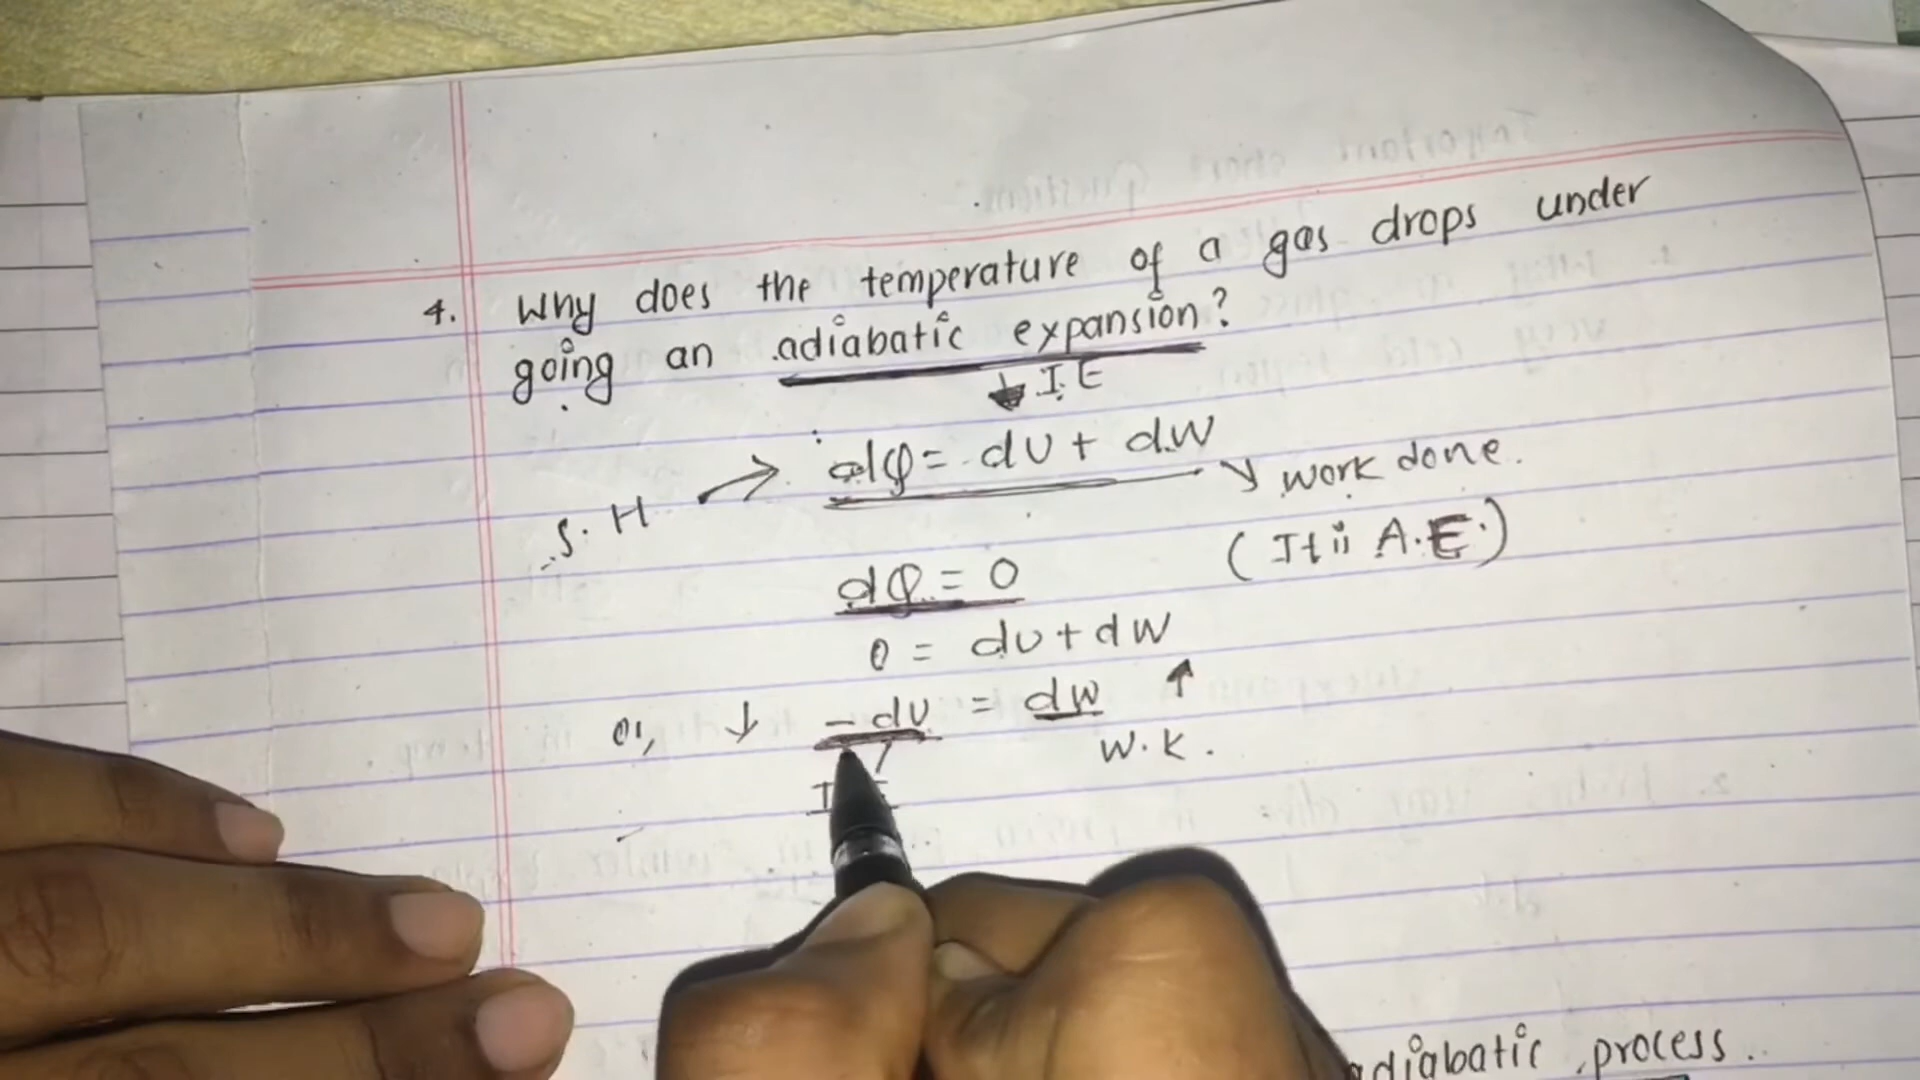 4. Why does the temperature of a gas drops under
going an adiabatic expansion?
↓ I.E
dQ = dU + dW
S.H → ↘ work done.
(It is A.E.)
dQ = 0
0 = dU + dW
or, ↓ -dU = dW ↑
W.K.
adiabatic process.